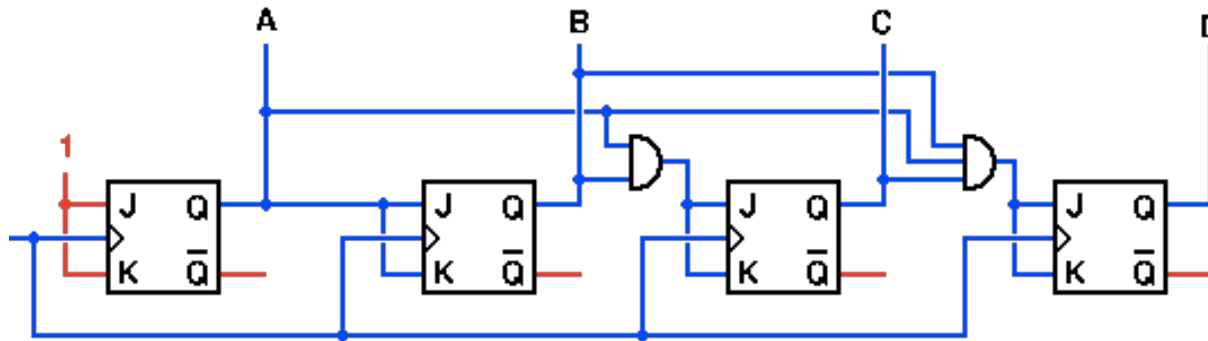 A B C D
1
J Q J Q J Q J Q
K Q̅ K Q̅ K Q̅ K Q̅